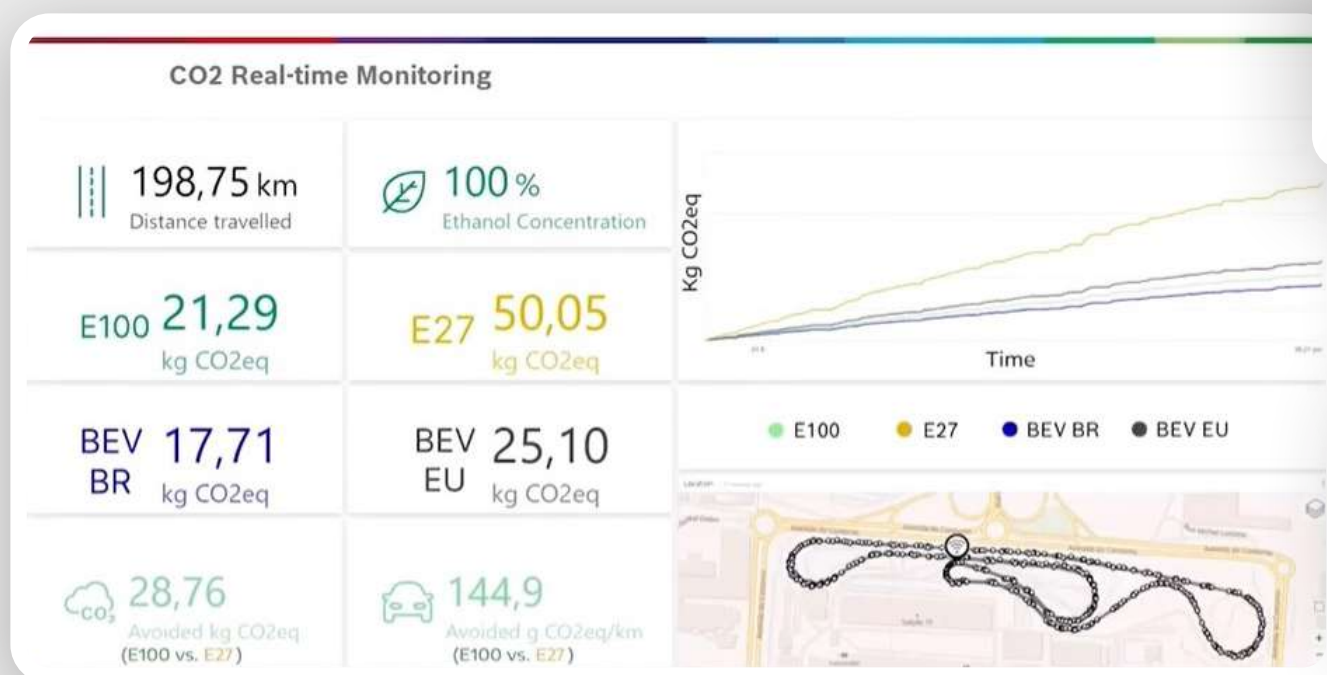 CO2 Real-time Monitoring
198,75 km
Distance travelled
100 %
Ethanol Concentration
E100 21,29
kg CO2eq
E27 50,05
kg CO2eq
BEV BR 17,71
kg CO2eq
BEV EU 25,10
kg CO2eq
CO2 28,76
Avoided kg CO2eq
(E100 vs. E27)
144,9
Avoided g CO2eq/km
(E100 vs. E27)
Kg CO2eq
Time
E100
E27
BEV BR
BEV EU